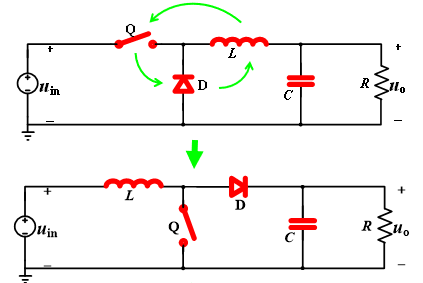 Q
+ +
L
u_in D C R u_o
− −
+ +
L D
u_in Q C R u_o
− −